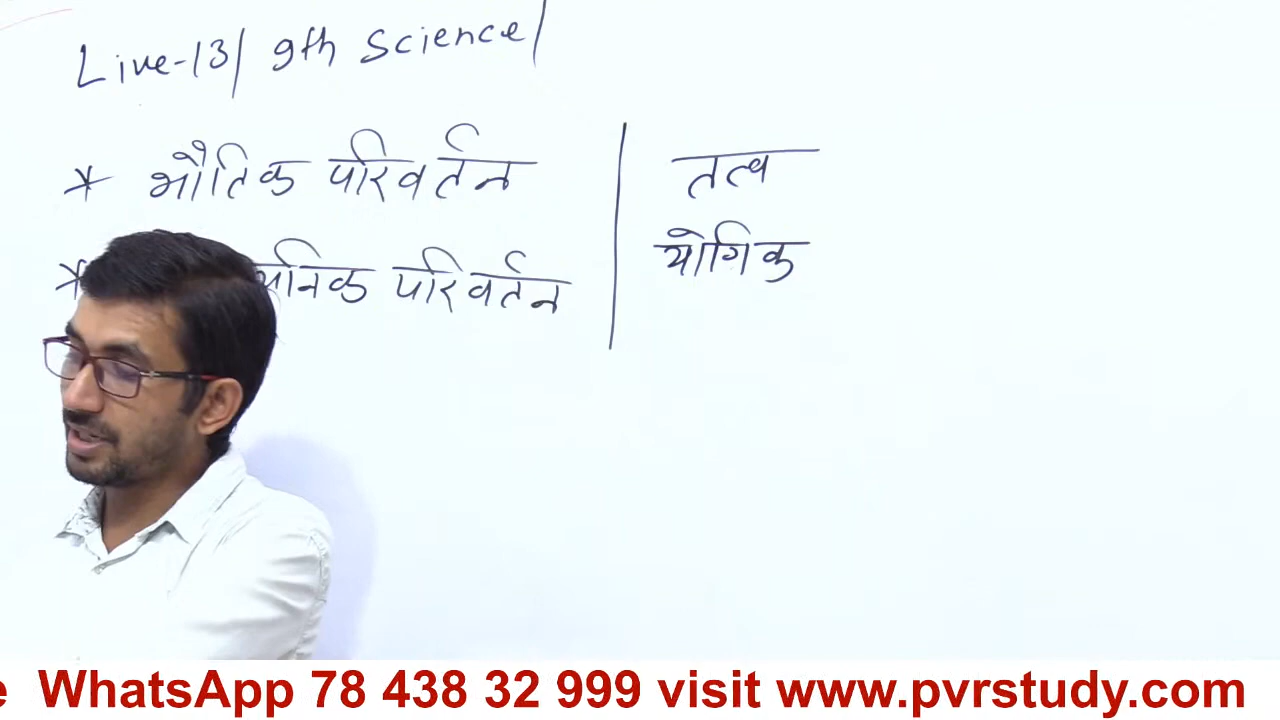 Live-13/ 9th Science/
* भौतिक परिवर्तन
* यनिक परिवर्तन
तत्व
योगिक
e WhatsApp 78 438 32 999 visit www.pvrstudy.com